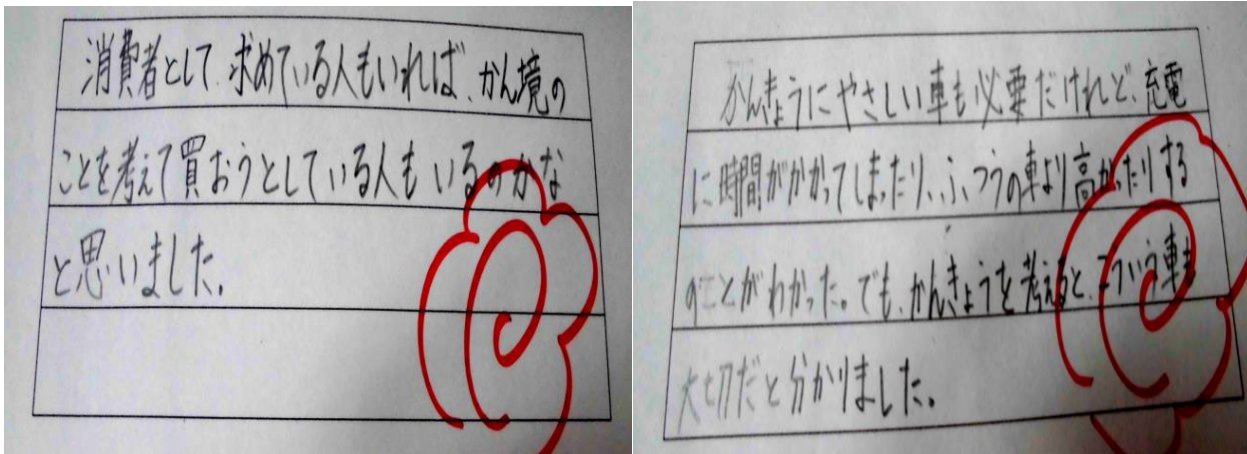 消費者として、求めている人もいれば、かん境の
ことを考えて買おうとしている人もいるのかな
と思いました。
かんきょうにやさしい車も必要だけれど、充電
に時間がかかってしまったり、ふつうの車より高かったりする
のことがわかった。でも、かんきょうを考えると、こういう車も
大切だと分かりました。